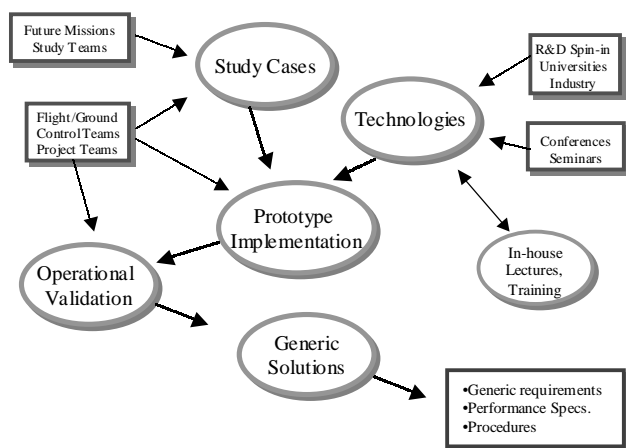 Future Missions
Study Teams
Study Cases
R&D Spin-in
Universities
Industry
Flight/Ground
Control Teams
Project Teams
Technologies
Conferences
Seminars
Prototype
Implementation
In-house
Lectures,
Training
Operational
Validation
Generic
Solutions
•Generic requirements
•Performance Specs.
•Procedures